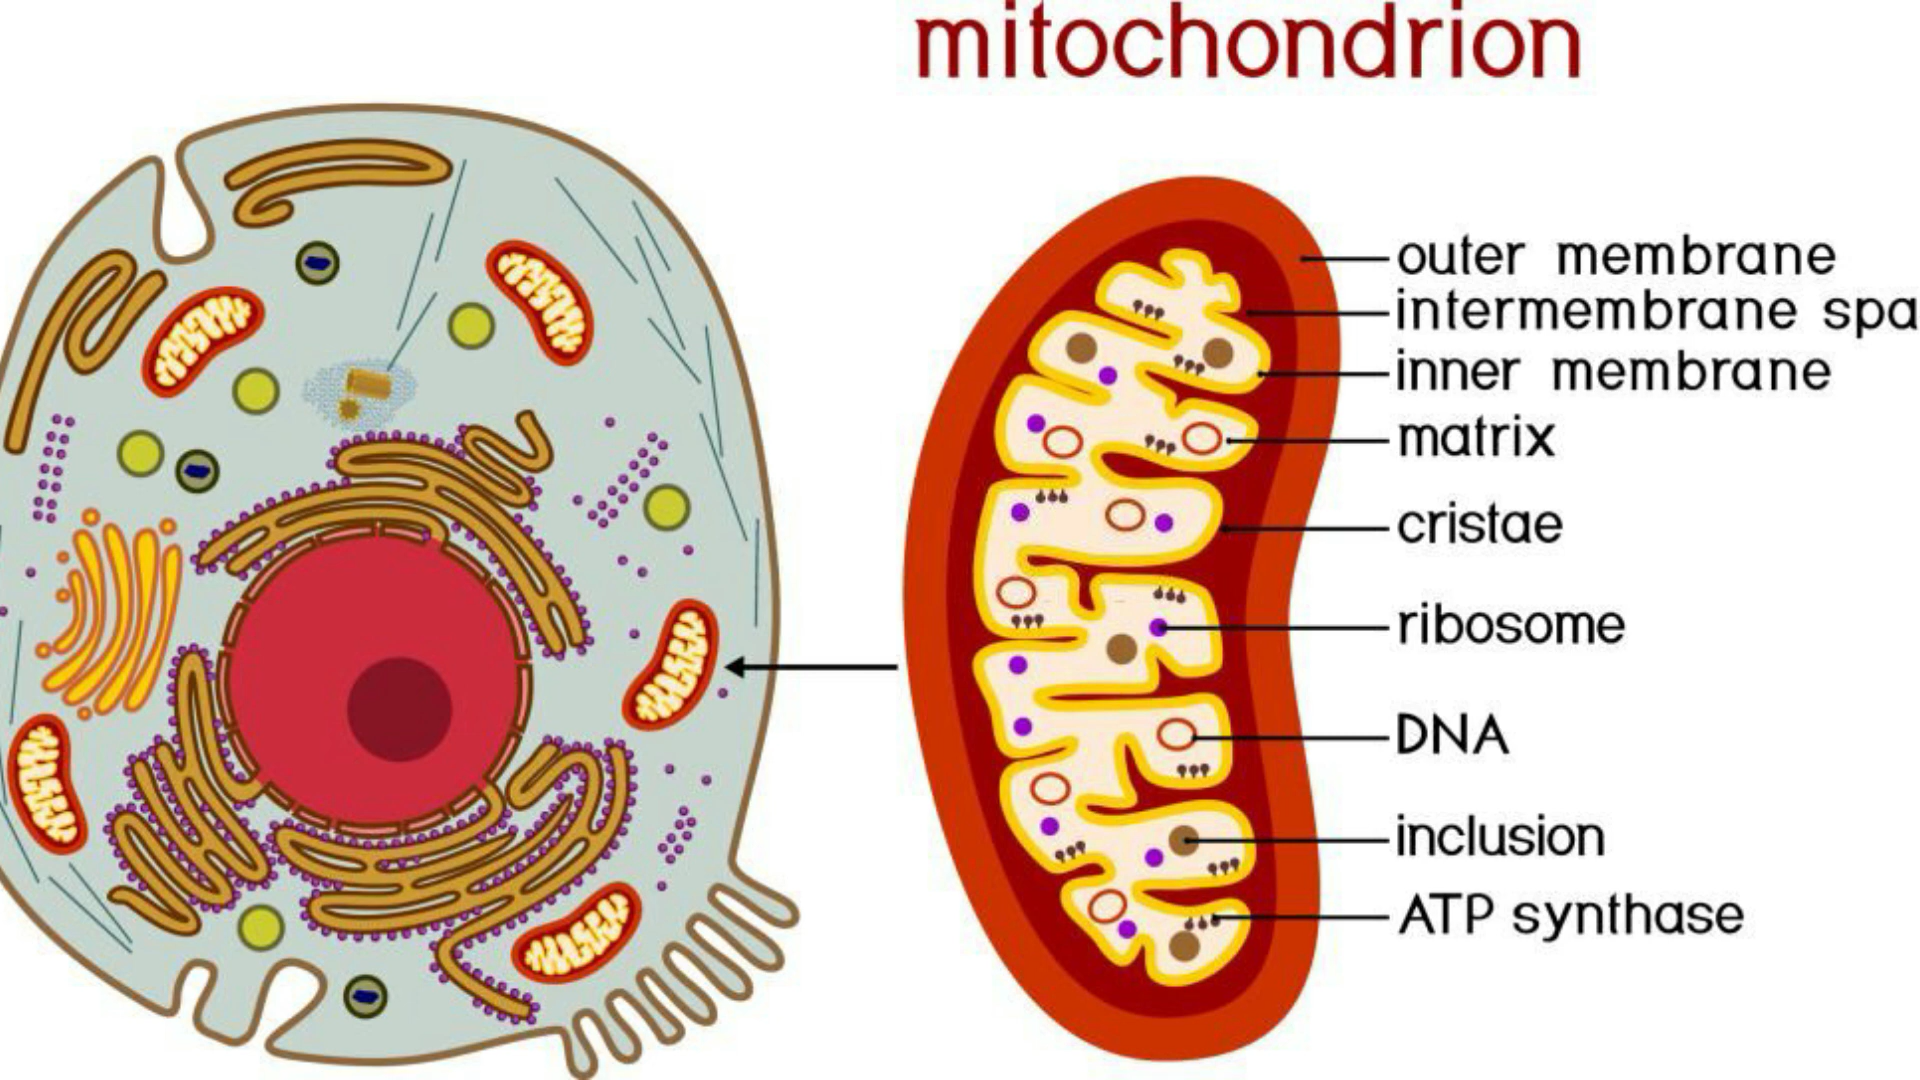 mitochondrion
outer membrane
intermembrane spa
inner membrane
matrix
cristae
ribosome
DNA
inclusion
ATP synthase